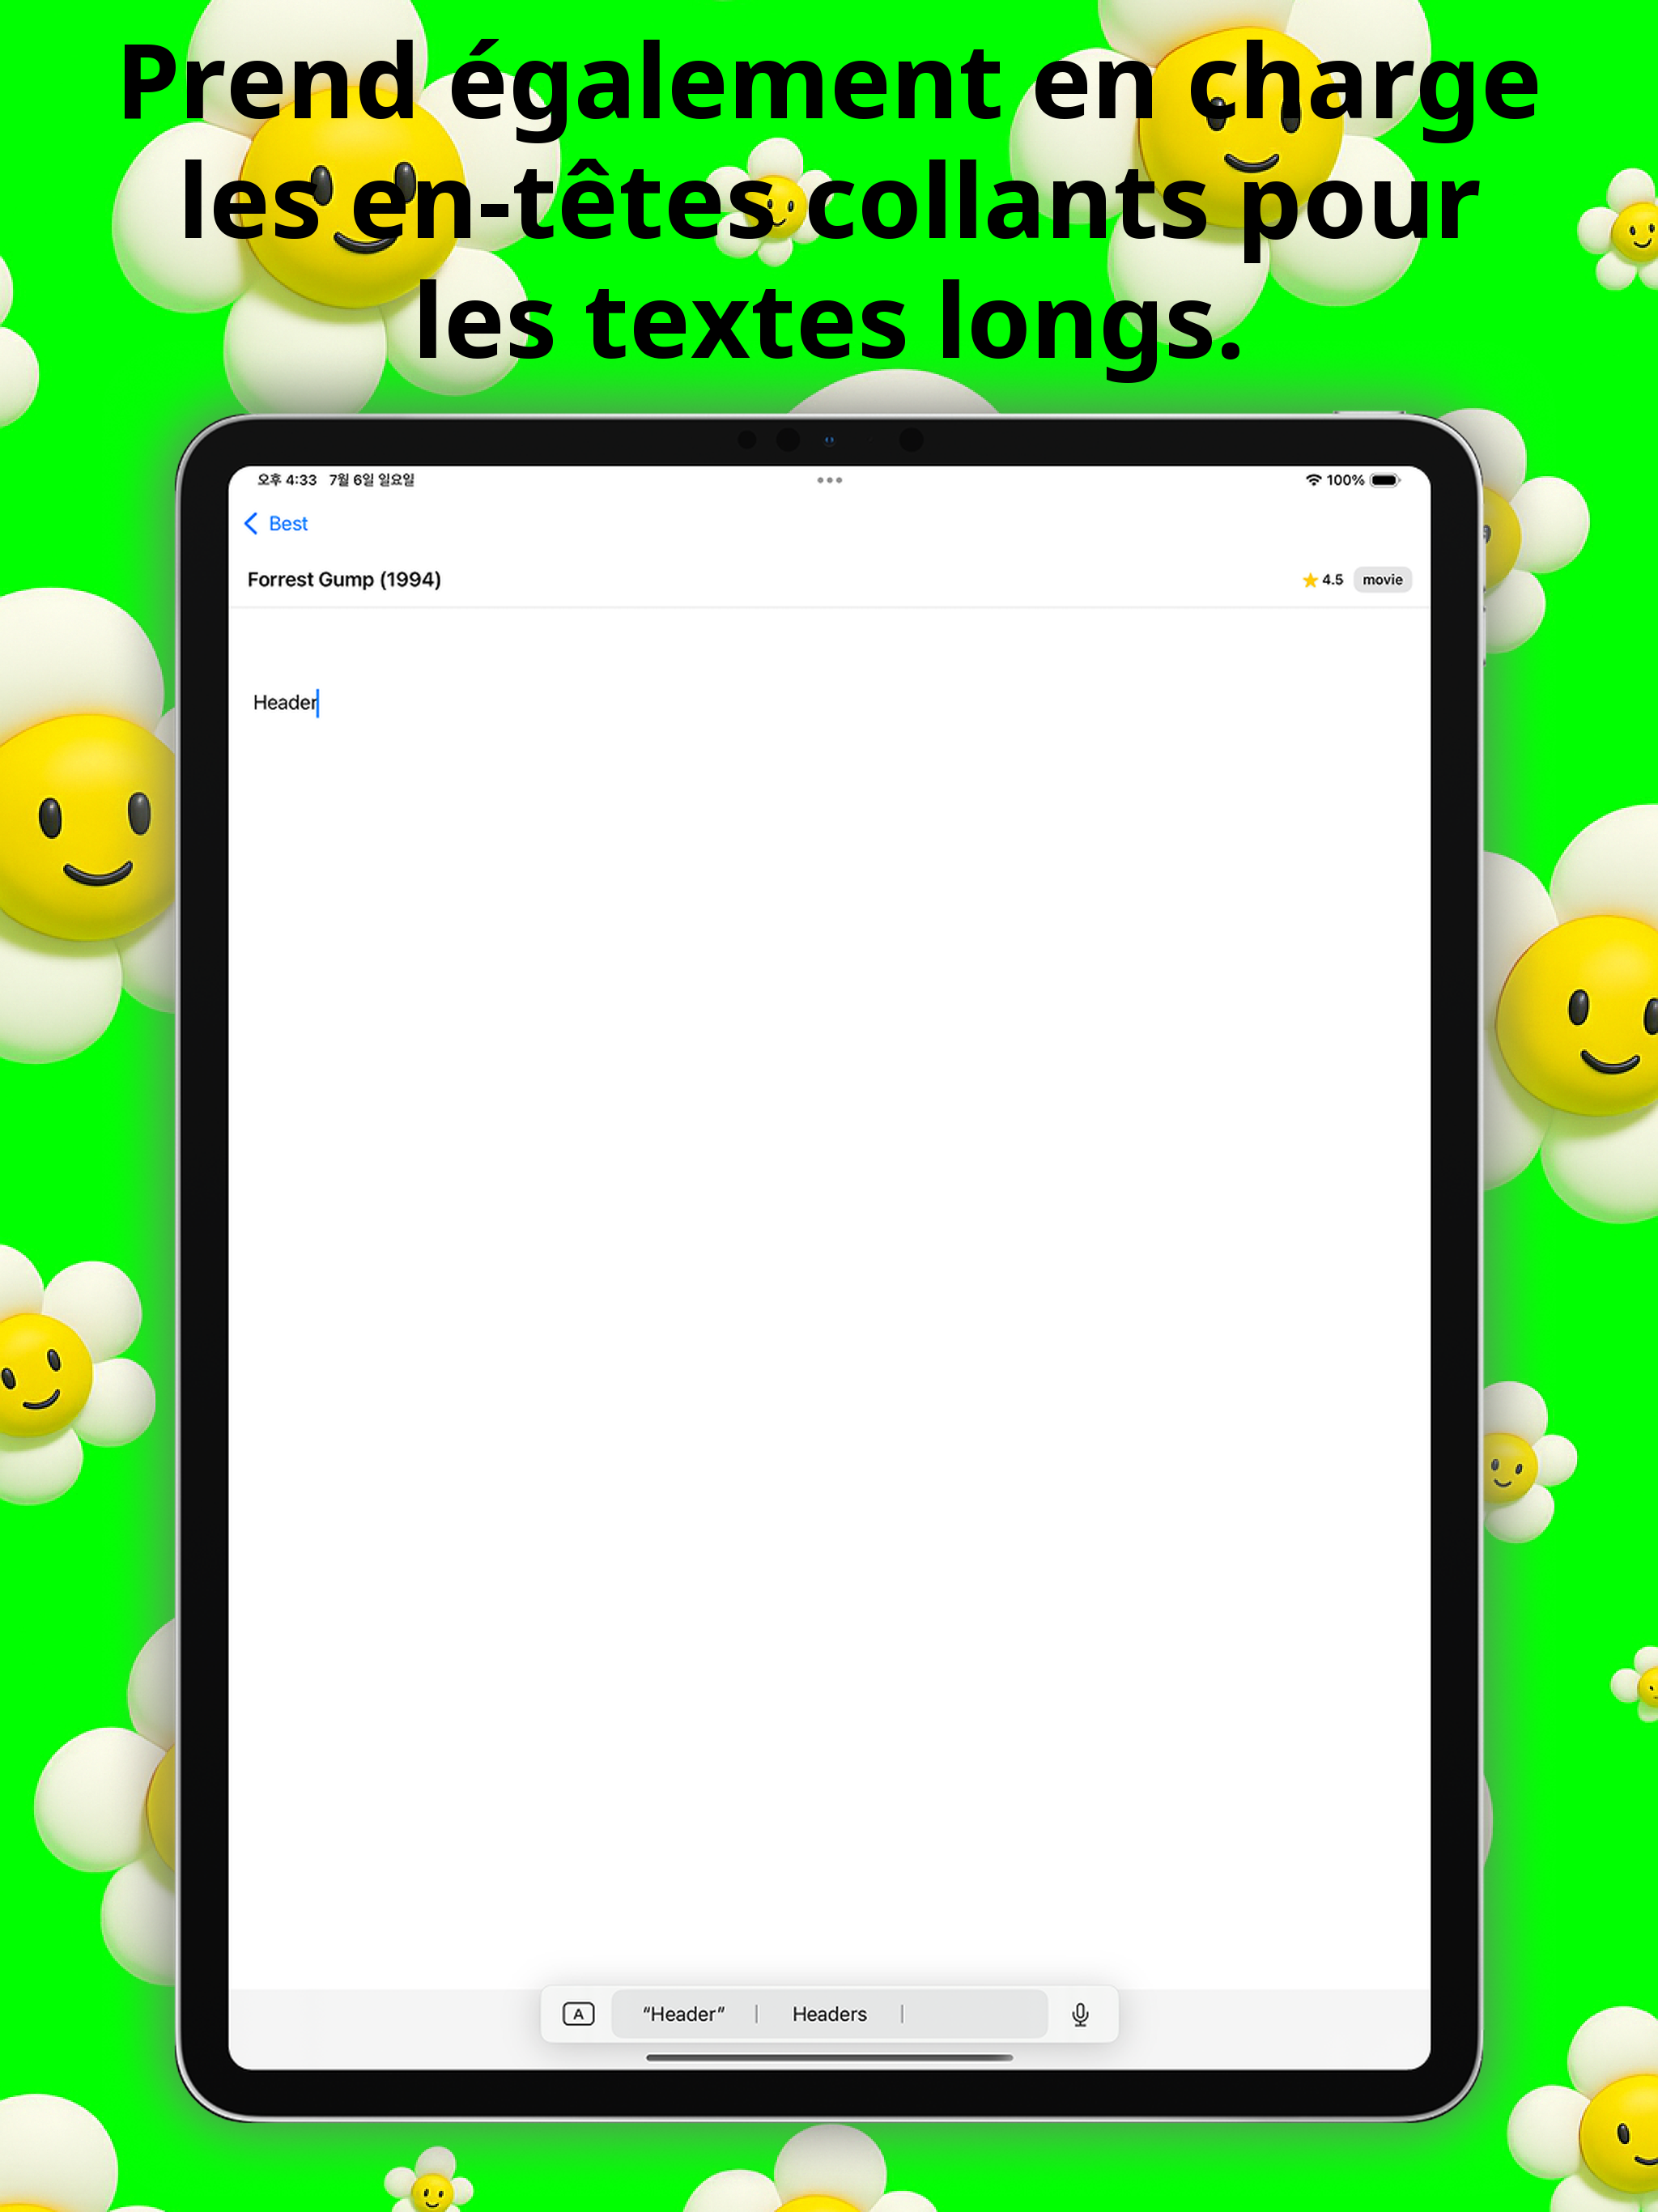 Prend également en charge
les en-têtes collants pour
les textes longs.
오후 4:33 7월 6일 일요일
100%
Best
Forrest Gump (1994)
4.5 movie
Header
A “Header” Headers